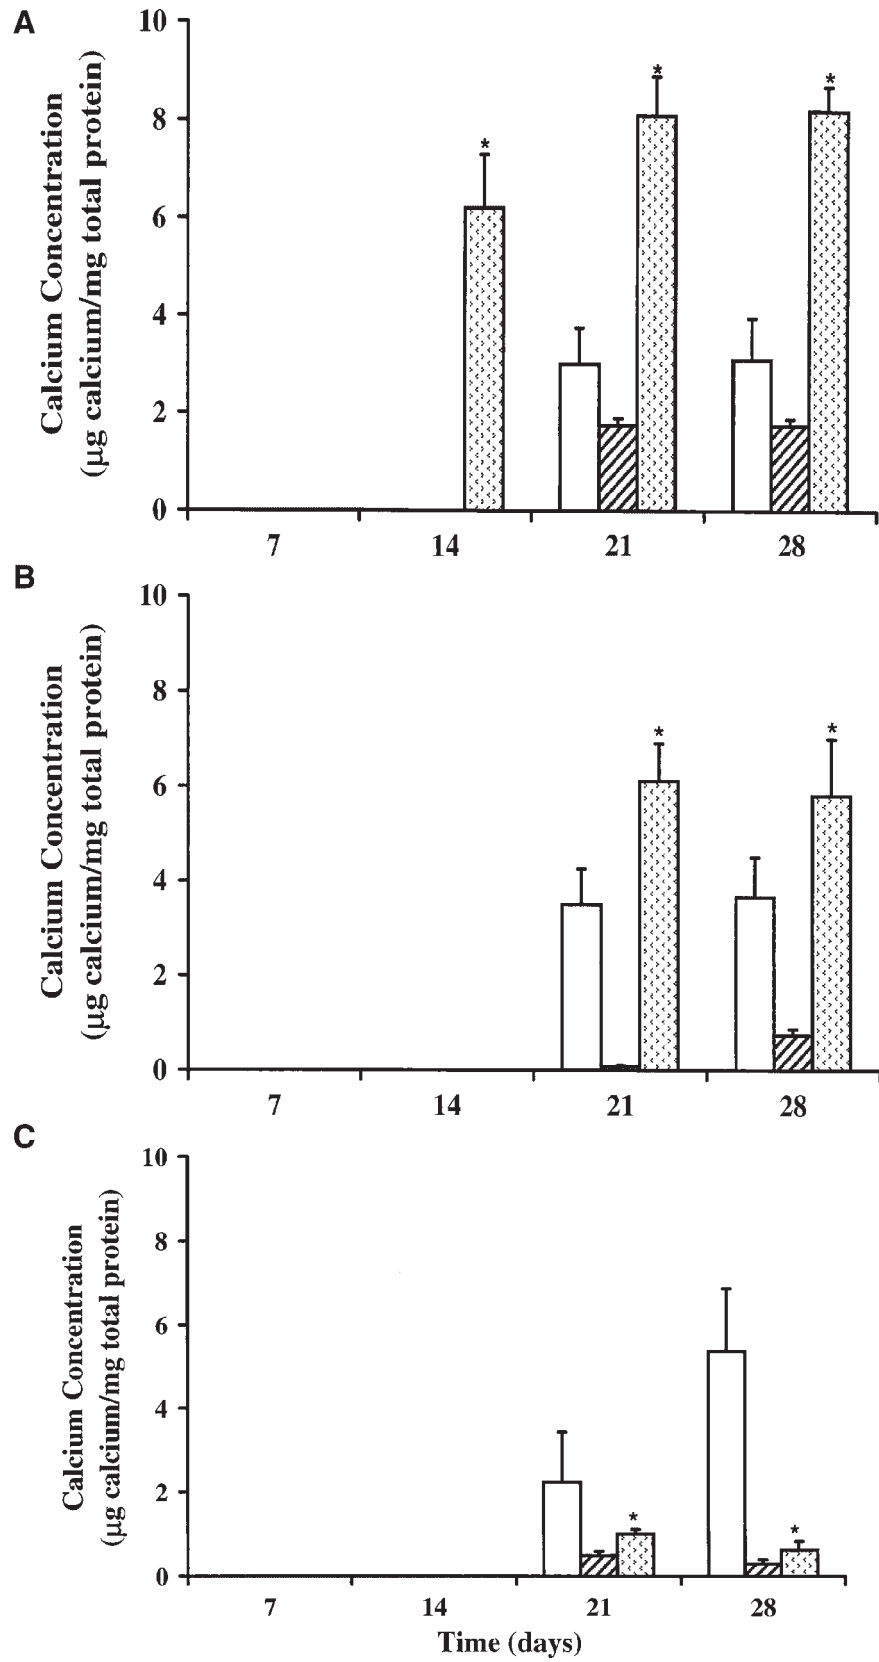 A
Calcium Concentration
(µg calcium/mg total protein)
10
8
6
4
2
0
*
*
*
7 14 21 28
B
Calcium Concentration
(µg calcium/mg total protein)
10
8
6
4
2
0
*
*
7 14 21 28
C
Calcium Concentration
(µg calcium/mg total protein)
10
8
6
4
2
0
*
*
7 14 21 28
Time (days)